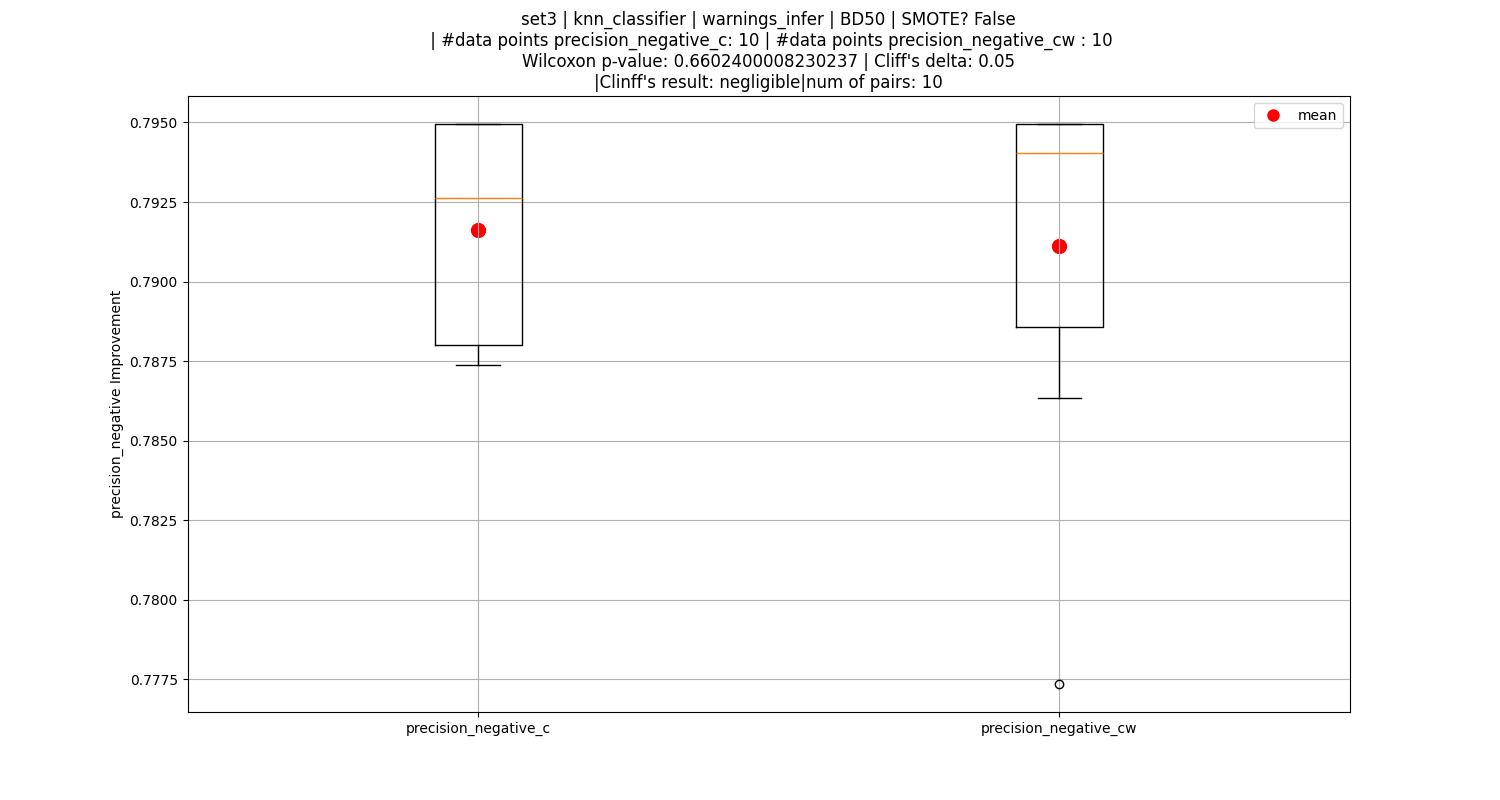 set3 | knn_classifier | warnings_infer | BD50 | SMOTE? False
| #data points precision_negative_c: 10 | #data points precision_negative_cw : 10
Wilcoxon p-value: 0.6602400008230237 | Cliff's delta: 0.05
|Clinff's result: negligible|num of pairs: 10
mean
0.7950
0.7925
0.7900
0.7875
0.7850
0.7825
0.7800
0.7775
precision_negative Improvement
precision_negative_c
precision_negative_cw